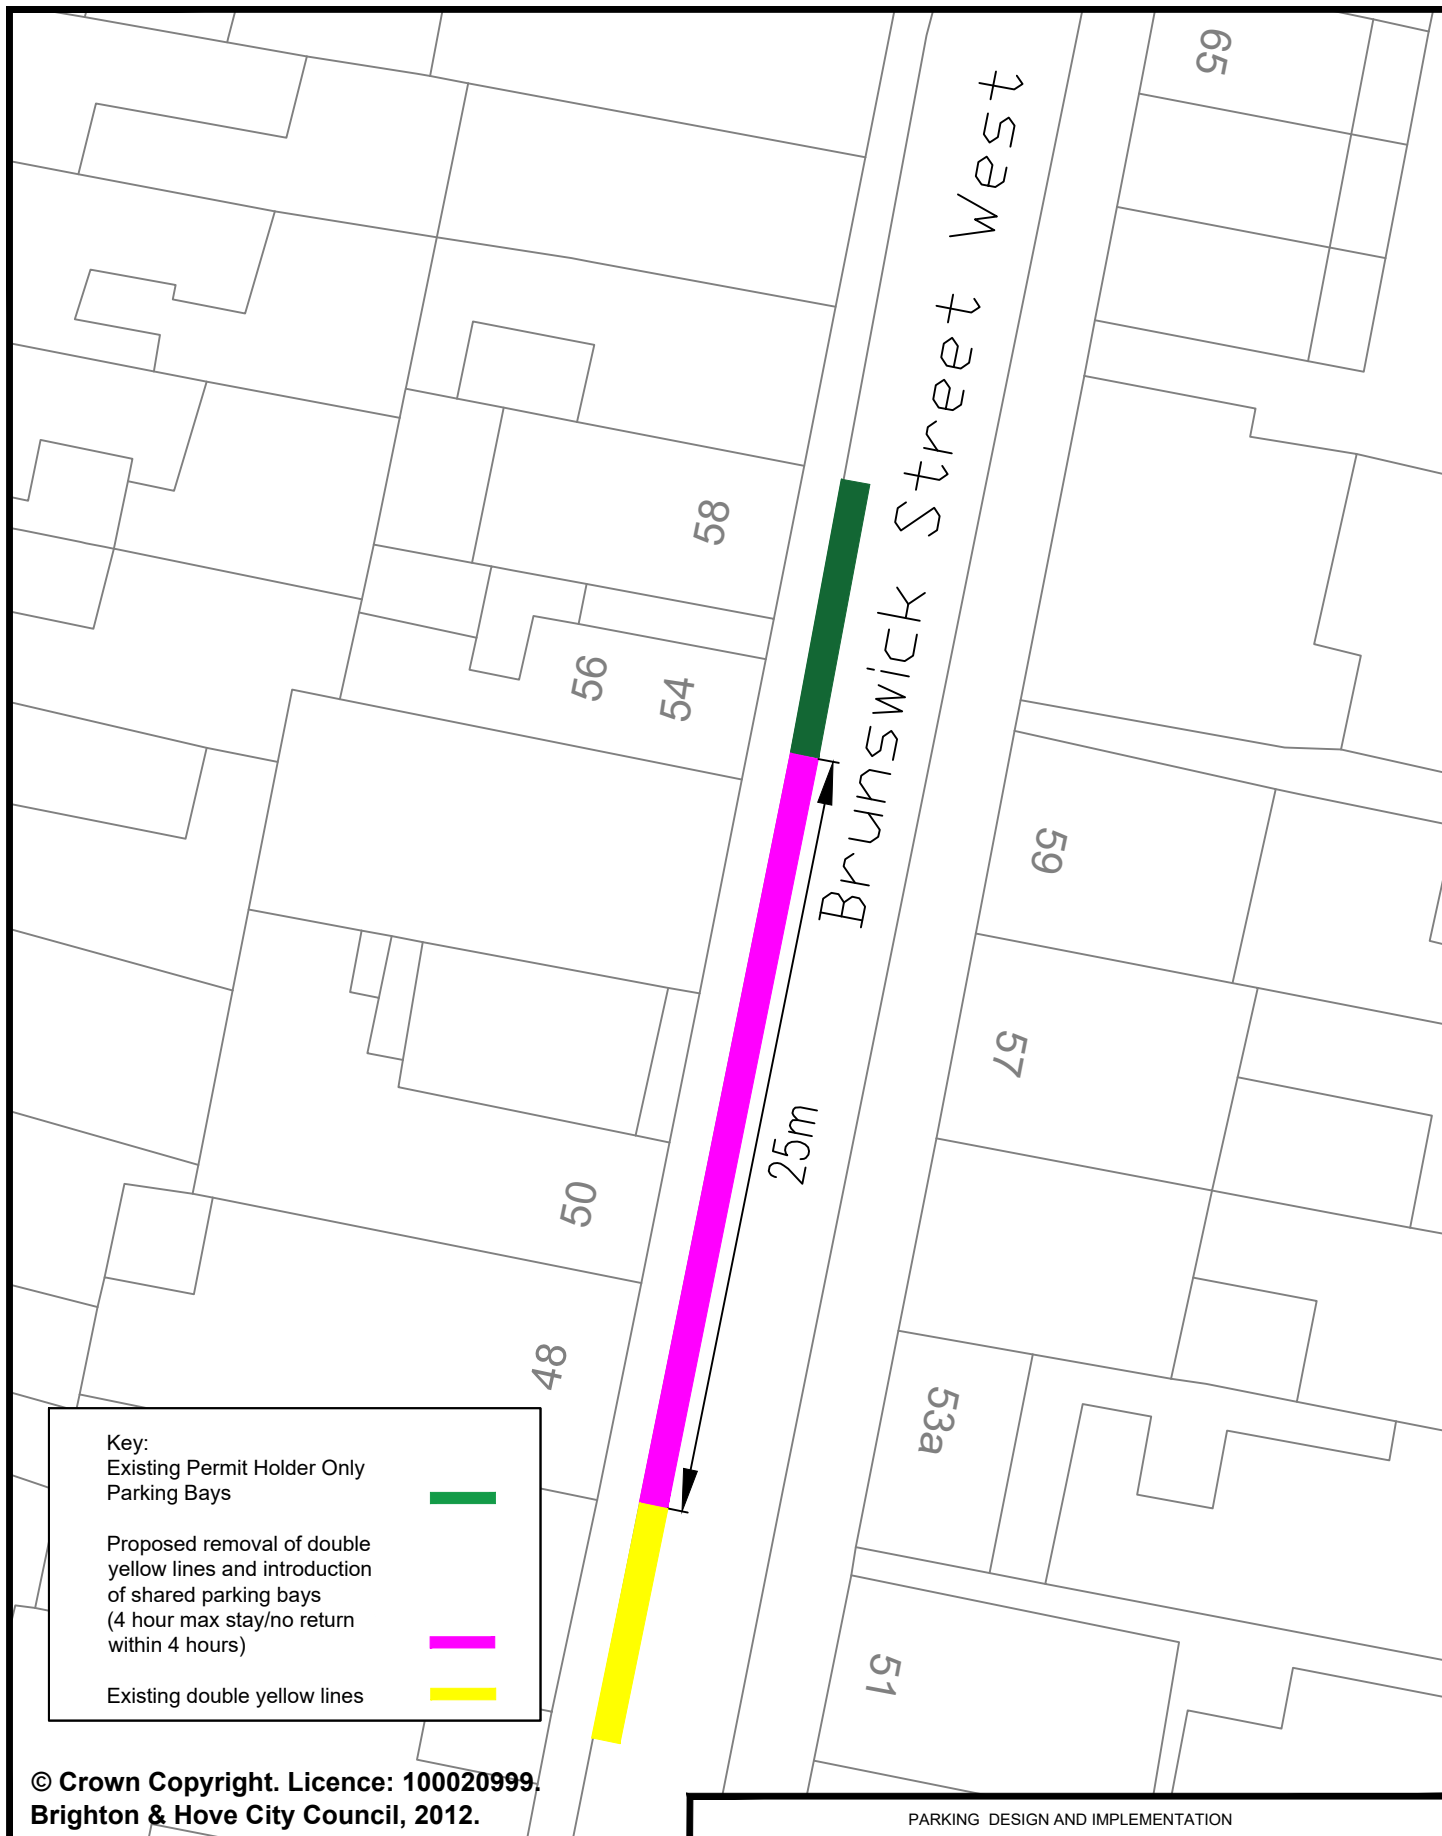 65
Brunswick Street West
58
56
54
59
57
25m
50
48
53a
51
Key:
Existing Permit Holder Only
Parking Bays
Proposed removal of double
yellow lines and introduction
of shared parking bays
(4 hour max stay/no return
within 4 hours)
Existing double yellow lines
© Crown Copyright. Licence: 100020999.
Brighton & Hove City Council, 2012.
PARKING DESIGN AND IMPLEMENTATION